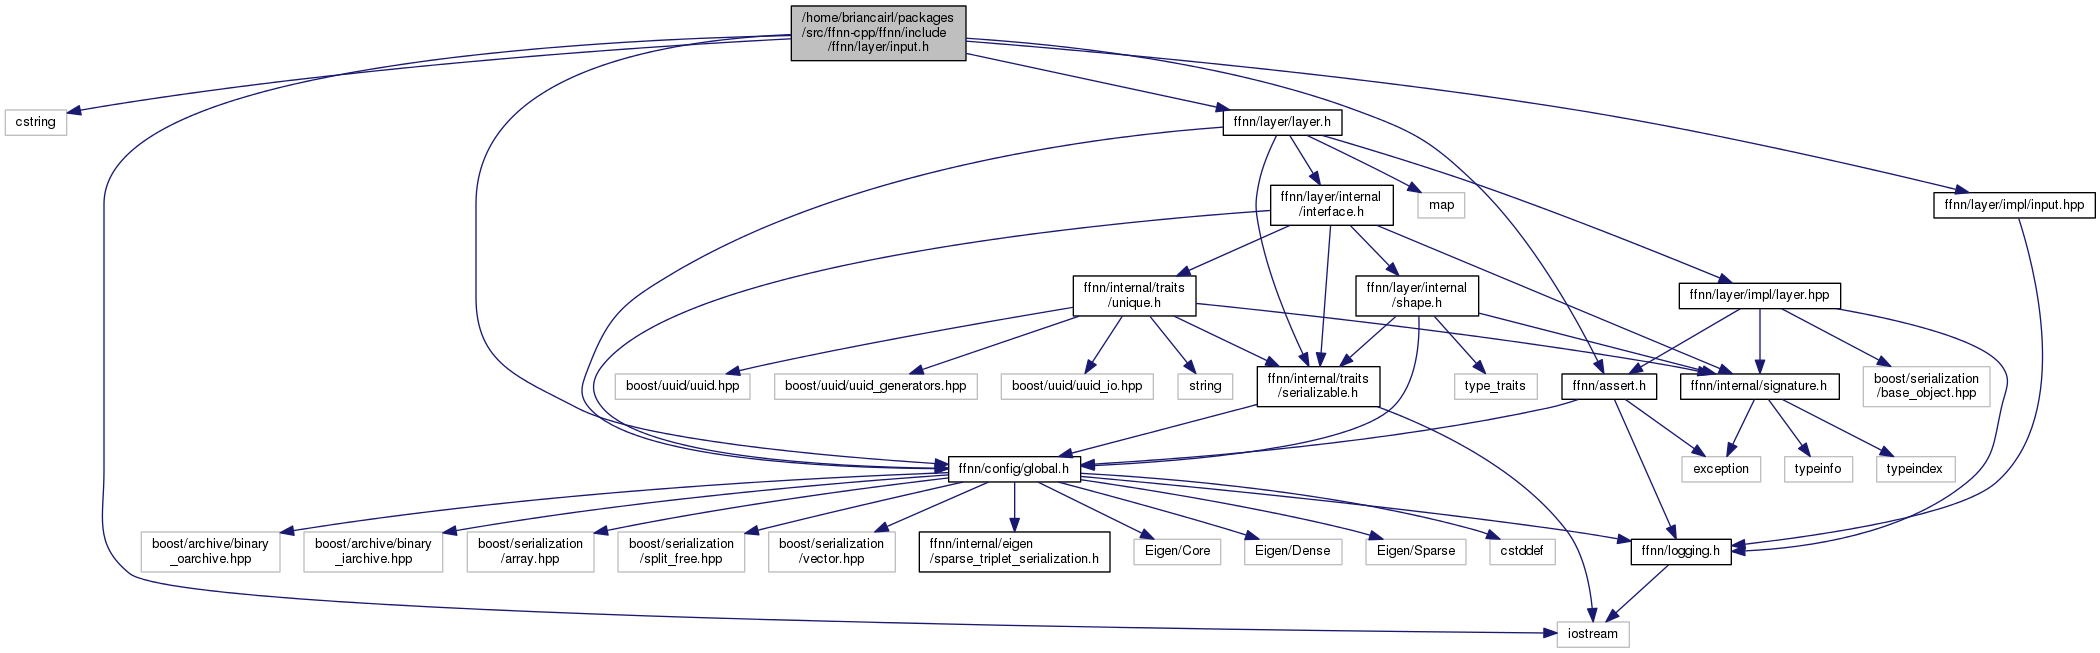 /home/briancairl/packages
/src/ffnn-cpp/ffnn/include
/ffnn/layer/input.h
cstring
ffnn/layer/layer.h
ffnn/layer/internal
/interface.h
map
ffnn/layer/impl/input.hpp
ffnn/internal/traits
/unique.h
ffnn/layer/internal
/shape.h
ffnn/layer/impl/layer.hpp
boost/uuid/uuid.hpp
boost/uuid/uuid_generators.hpp
boost/uuid/uuid_io.hpp
string
ffnn/internal/traits
/serializable.h
type_traits
ffnn/assert.h
ffnn/internal/signature.h
boost/serialization
/base_object.hpp
ffnn/config/global.h
exception
typeinfo
typeindex
boost/archive/binary
_oarchive.hpp
boost/archive/binary
_iarchive.hpp
boost/serialization
/array.hpp
boost/serialization
/split_free.hpp
boost/serialization
/vector.hpp
ffnn/internal/eigen
/sparse_triplet_serialization.h
Eigen/Core
Eigen/Dense
Eigen/Sparse
cstddef
ffnn/logging.h
iostream